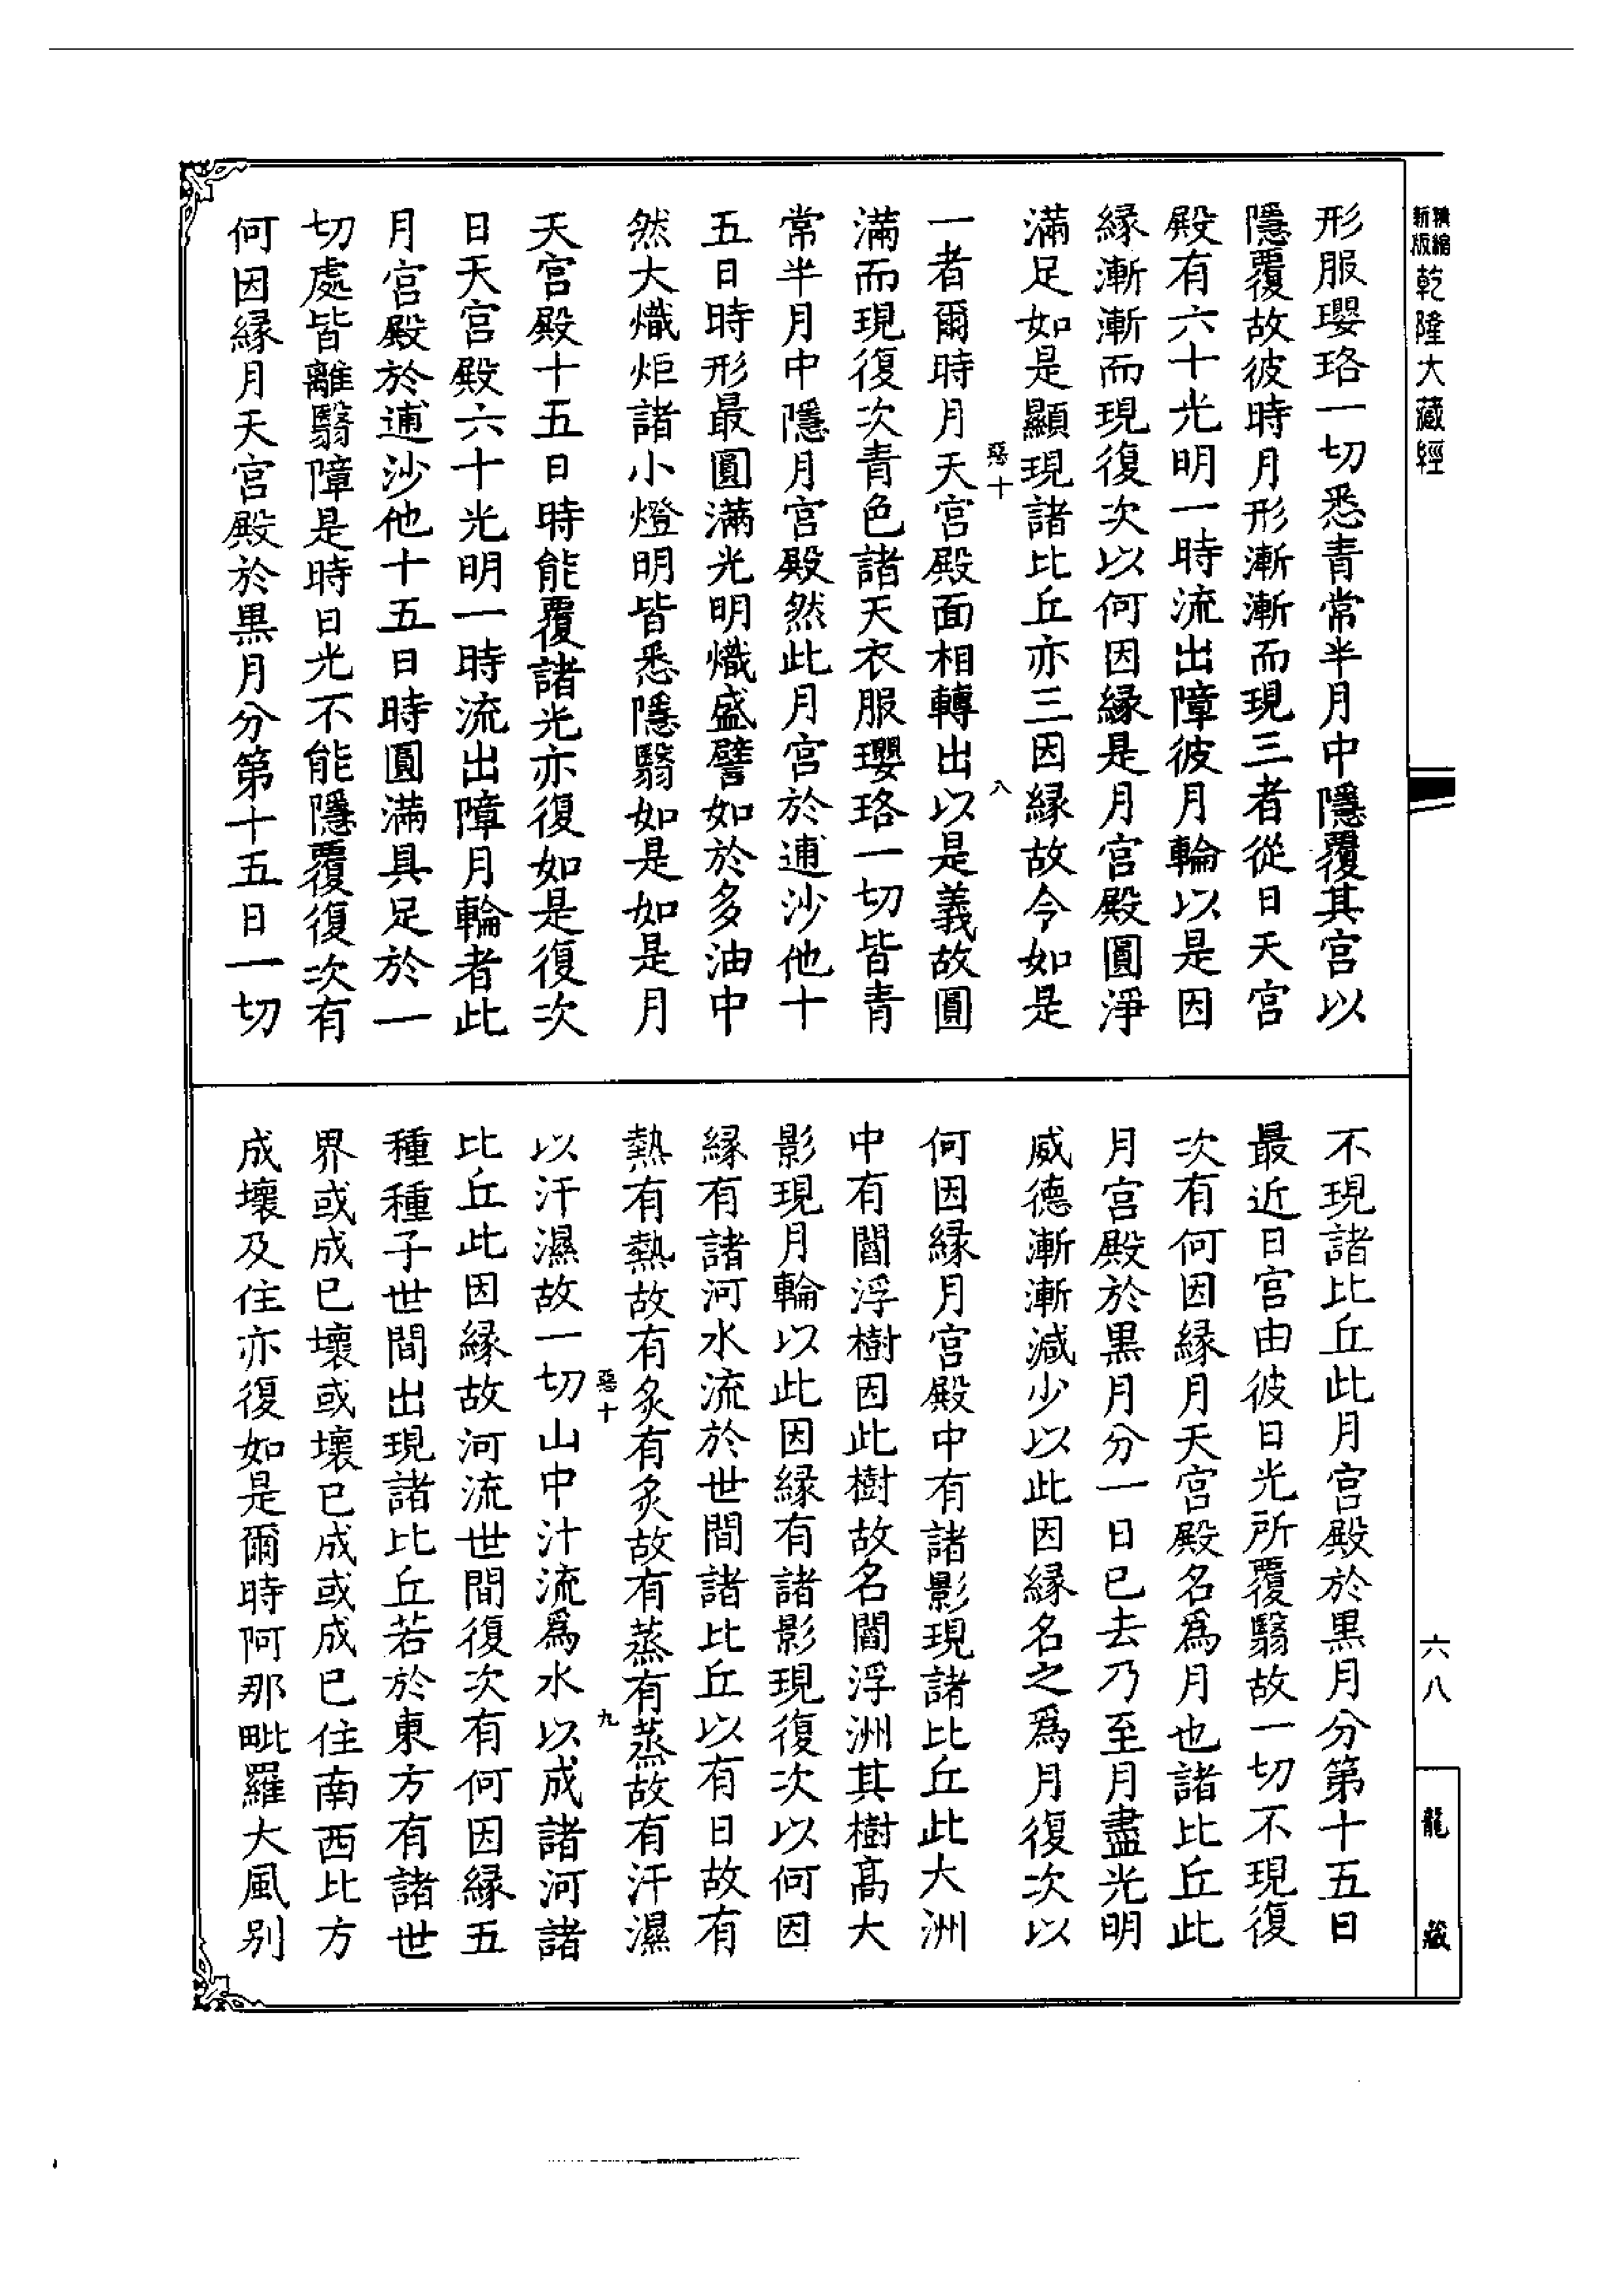 精縮新版乾隆大藏經
形服瓔珞一切悉青常半月中隱覆其宮以
隱覆故彼時月形漸漸而現三者從日天宮
殿有六十光明一時流出障彼月輪以是因
緣漸漸而現復次以何因緣是月宮殿圓淨
滿足如是顯現諸比丘亦三因緣故今如是
惡十 八
一者爾時月天宮殿面相轉出以是義故圓
滿而現復次青色諸天衣服瓔珞一切皆青
常半月中隱月宮殿然此月宮於逋沙他十
五日時形最圓滿光明熾盛譬如於多油中
然大熾炬諸小燈明皆悉隱翳如是如是月
天宮殿十五日時能覆諸光亦復如是復次
日天宮殿六十光明一時流出障月輪者此
月宮殿於逋沙他十五日時圓滿具足於一
切處皆離翳障是時日光不能隱覆復次有
何因緣月天宮殿於黑月分第十五日一切
不現諸比丘此月宮殿於黑月分第十五日
最近日宮由彼日光所覆翳故一切不現復
次有何因緣月天宮殿名為月也諸比丘此
月宮殿於黑月分一日已去乃至月盡光明
威德漸漸減少以此因緣名之為月復次以
何因緣月宮殿中有諸影現諸比丘此大洲
中有閻浮樹因此樹故名閻浮洲其樹高大
影現月輪以此因緣有諸影現復次以何因
緣有諸河水流於世間諸比丘以有日故有
熱有熱故有炙有炙故有蒸有蒸故有汗濕
惡十 九
以汗濕故一切山中汁流為水以成諸河諸
比丘此因緣故河流世間復次有何因緣五
種種子世間出現諸比丘若於東方有諸世
界或成已壞或壞已成或成已住南西北方
成壞及住亦復如是爾時阿那毗羅大風別
六八
龍藏